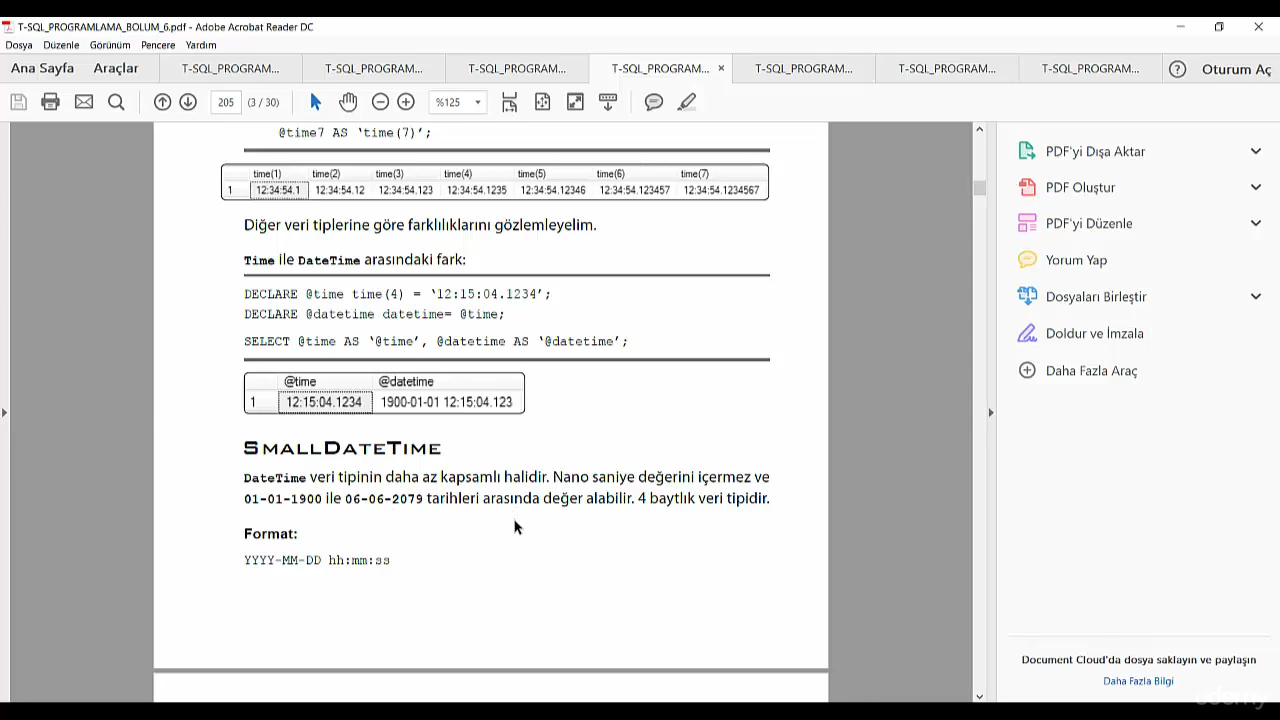 T-SQL_PROGRAMLAMA_BOLUM_6.pdf - Adobe Acrobat Reader DC
Dosya Düzenle Görünüm Pencere Yardım
Ana Sayfa Araçlar T-SQL_PROGRAM... T-SQL_PROGRAM... T-SQL_PROGRAM... T-SQL_PROGRAM... × T-SQL_PROGRAM... T-SQL_PROGRAM... T-SQL_PROGRAM... ? Oturum Aç
205 (3 / 30) %125
@time7 AS ‘time(7)’;
time(1) time(2) time(3) time(4) time(5) time(6) time(7)
1 12:34:54.1 12:34:54.12 12:34:54.123 12:34:54.1235 12:34:54.12346 12:34:54.123457 12:34:54.1234567
Diğer veri tiplerine göre farklılıklarını gözlemleyelim.
Time ile DateTime arasındaki fark:
DECLARE @time time(4) = ‘12:15:04.1234’;
DECLARE @datetime datetime= @time;
SELECT @time AS ‘@time’, @datetime AS ‘@datetime’;
@time @datetime
1 12:15:04.1234 1900-01-01 12:15:04.123
SMALLDATETIME
DateTime veri tipinin daha az kapsamlı halidir. Nano saniye değerini içermez ve
01-01-1900 ile 06-06-2079 tarihleri arasında değer alabilir. 4 baytlık veri tipidir.
Format:
YYYY-MM-DD hh:mm:ss
PDF'yi Dışa Aktar
PDF Oluştur
PDF'yi Düzenle
Yorum Yap
Dosyaları Birleştir
Doldur ve İmzala
Daha Fazla Araç
Document Cloud'da dosya saklayın ve paylaşın
Daha Fazla Bilgi
udemy